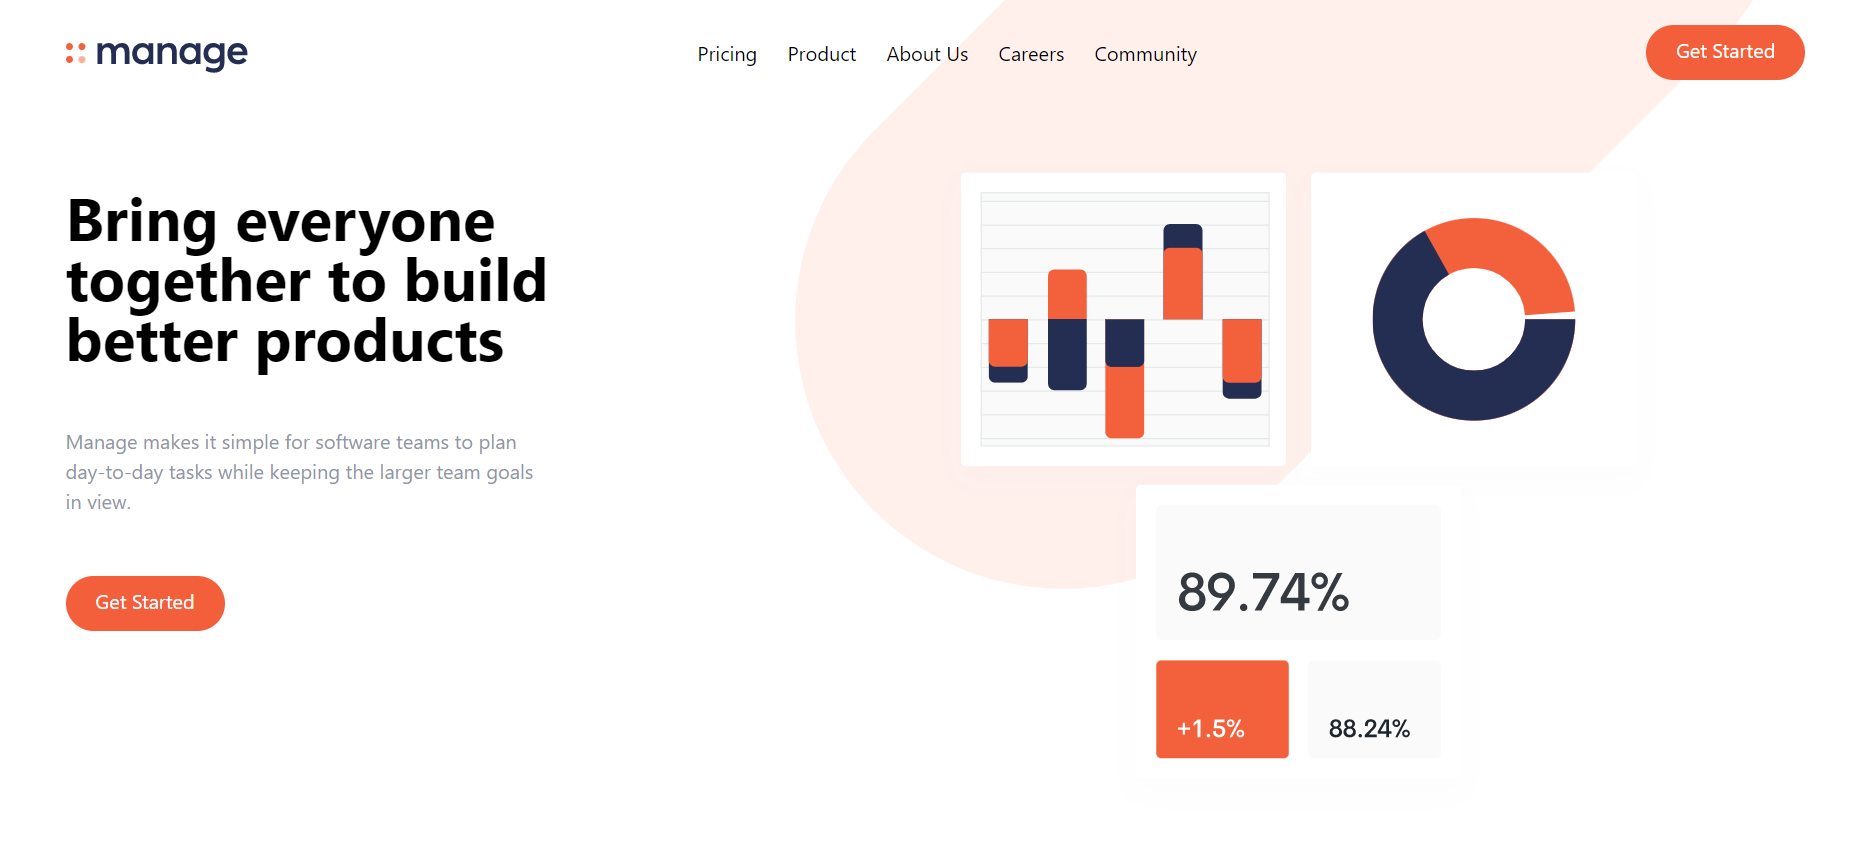 manage
Pricing
Product
About Us
Careers
Community
Get Started
Bring everyone
together to build
better products
Manage makes it simple for software teams to plan
day-to-day tasks while keeping the larger team goals
in view.
Get Started
89.74%
+1.5%
88.24%